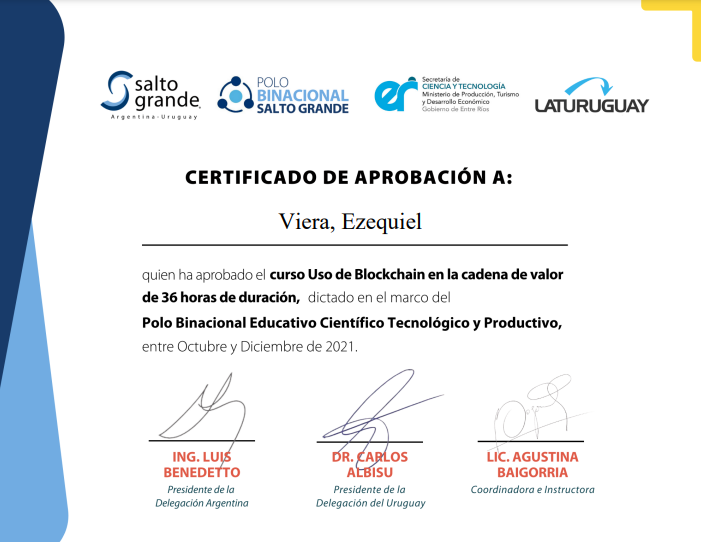 salto
grande
Argentina-Uruguay
POLO
BINACIONAL
SALTO GRANDE
er
Secretaría de
CIENCIA Y TECNOLOGÍA
Ministerio de Producción, Turismo
y Desarrollo Económico
Gobierno de Entre Ríos
LATURUGUAY
CERTIFICADO DE APROBACIÓN A:
Viera, Ezequiel
quien ha aprobado el curso Uso de Blockchain en la cadena de valor
de 36 horas de duración, dictado en el marco del
Polo Binacional Educativo Científico Tecnológico y Productivo,
entre Octubre y Diciembre de 2021.
ING. LUIS
BENEDETTO
Presidente de la
Delegación Argentina
DR. CARLOS
ALBISU
Presidente de la
Delegación del Uruguay
LIC. AGUSTINA
BAIGORRIA
Coordinadora e Instructora